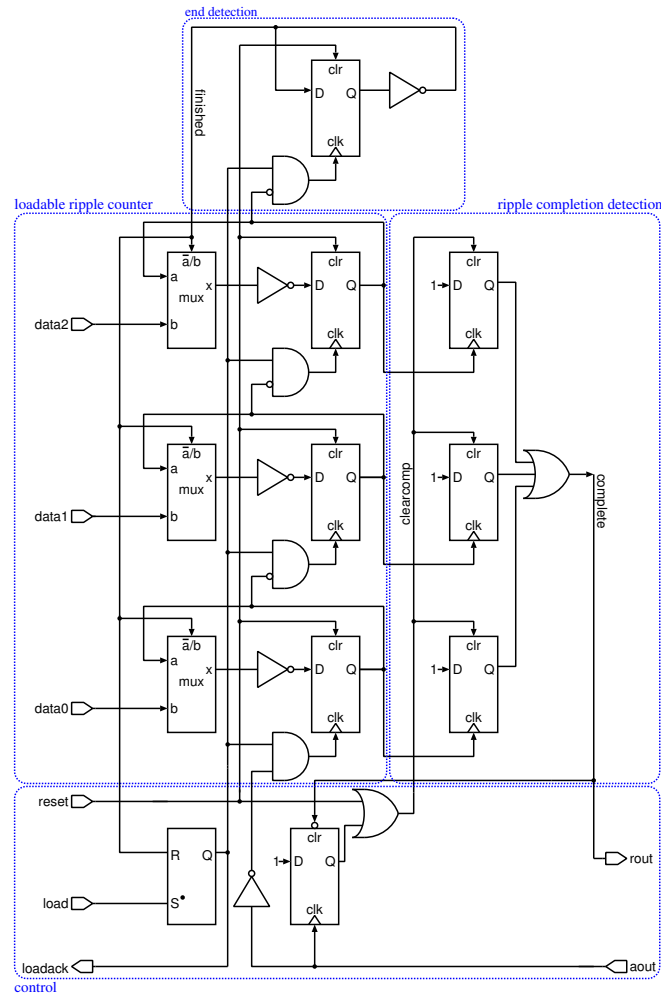 end detection
clr
D Q
clk
finished
loadable ripple counter
ripple completion detection
a/b
a
x
mux
b
data2
clr
D Q
clk
clr
1 D Q
clk
a/b
a
x
mux
b
data1
clr
D Q
clk
clearcomp
clr
1 D Q
clk
complete
a/b
a
x
mux
b
data0
clr
D Q
clk
clr
1 D Q
clk
reset
R Q
S
load
clr
1 D Q
clk
rout
loadack
aout
control